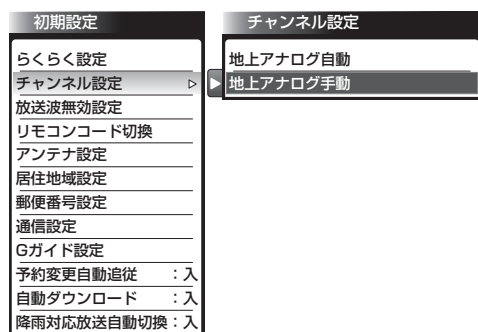 初期設定
らくらく設定
チャンネル設定
放送波無効設定
リモコンコード切換
アンテナ設定
居住地域設定
郵便番号設定
通信設定
Gガイド設定
予約変更自動追従 ：入
自動ダウンロード ：入
降雨対応放送自動切換：入
チャンネル設定
地上アナログ自動
地上アナログ手動